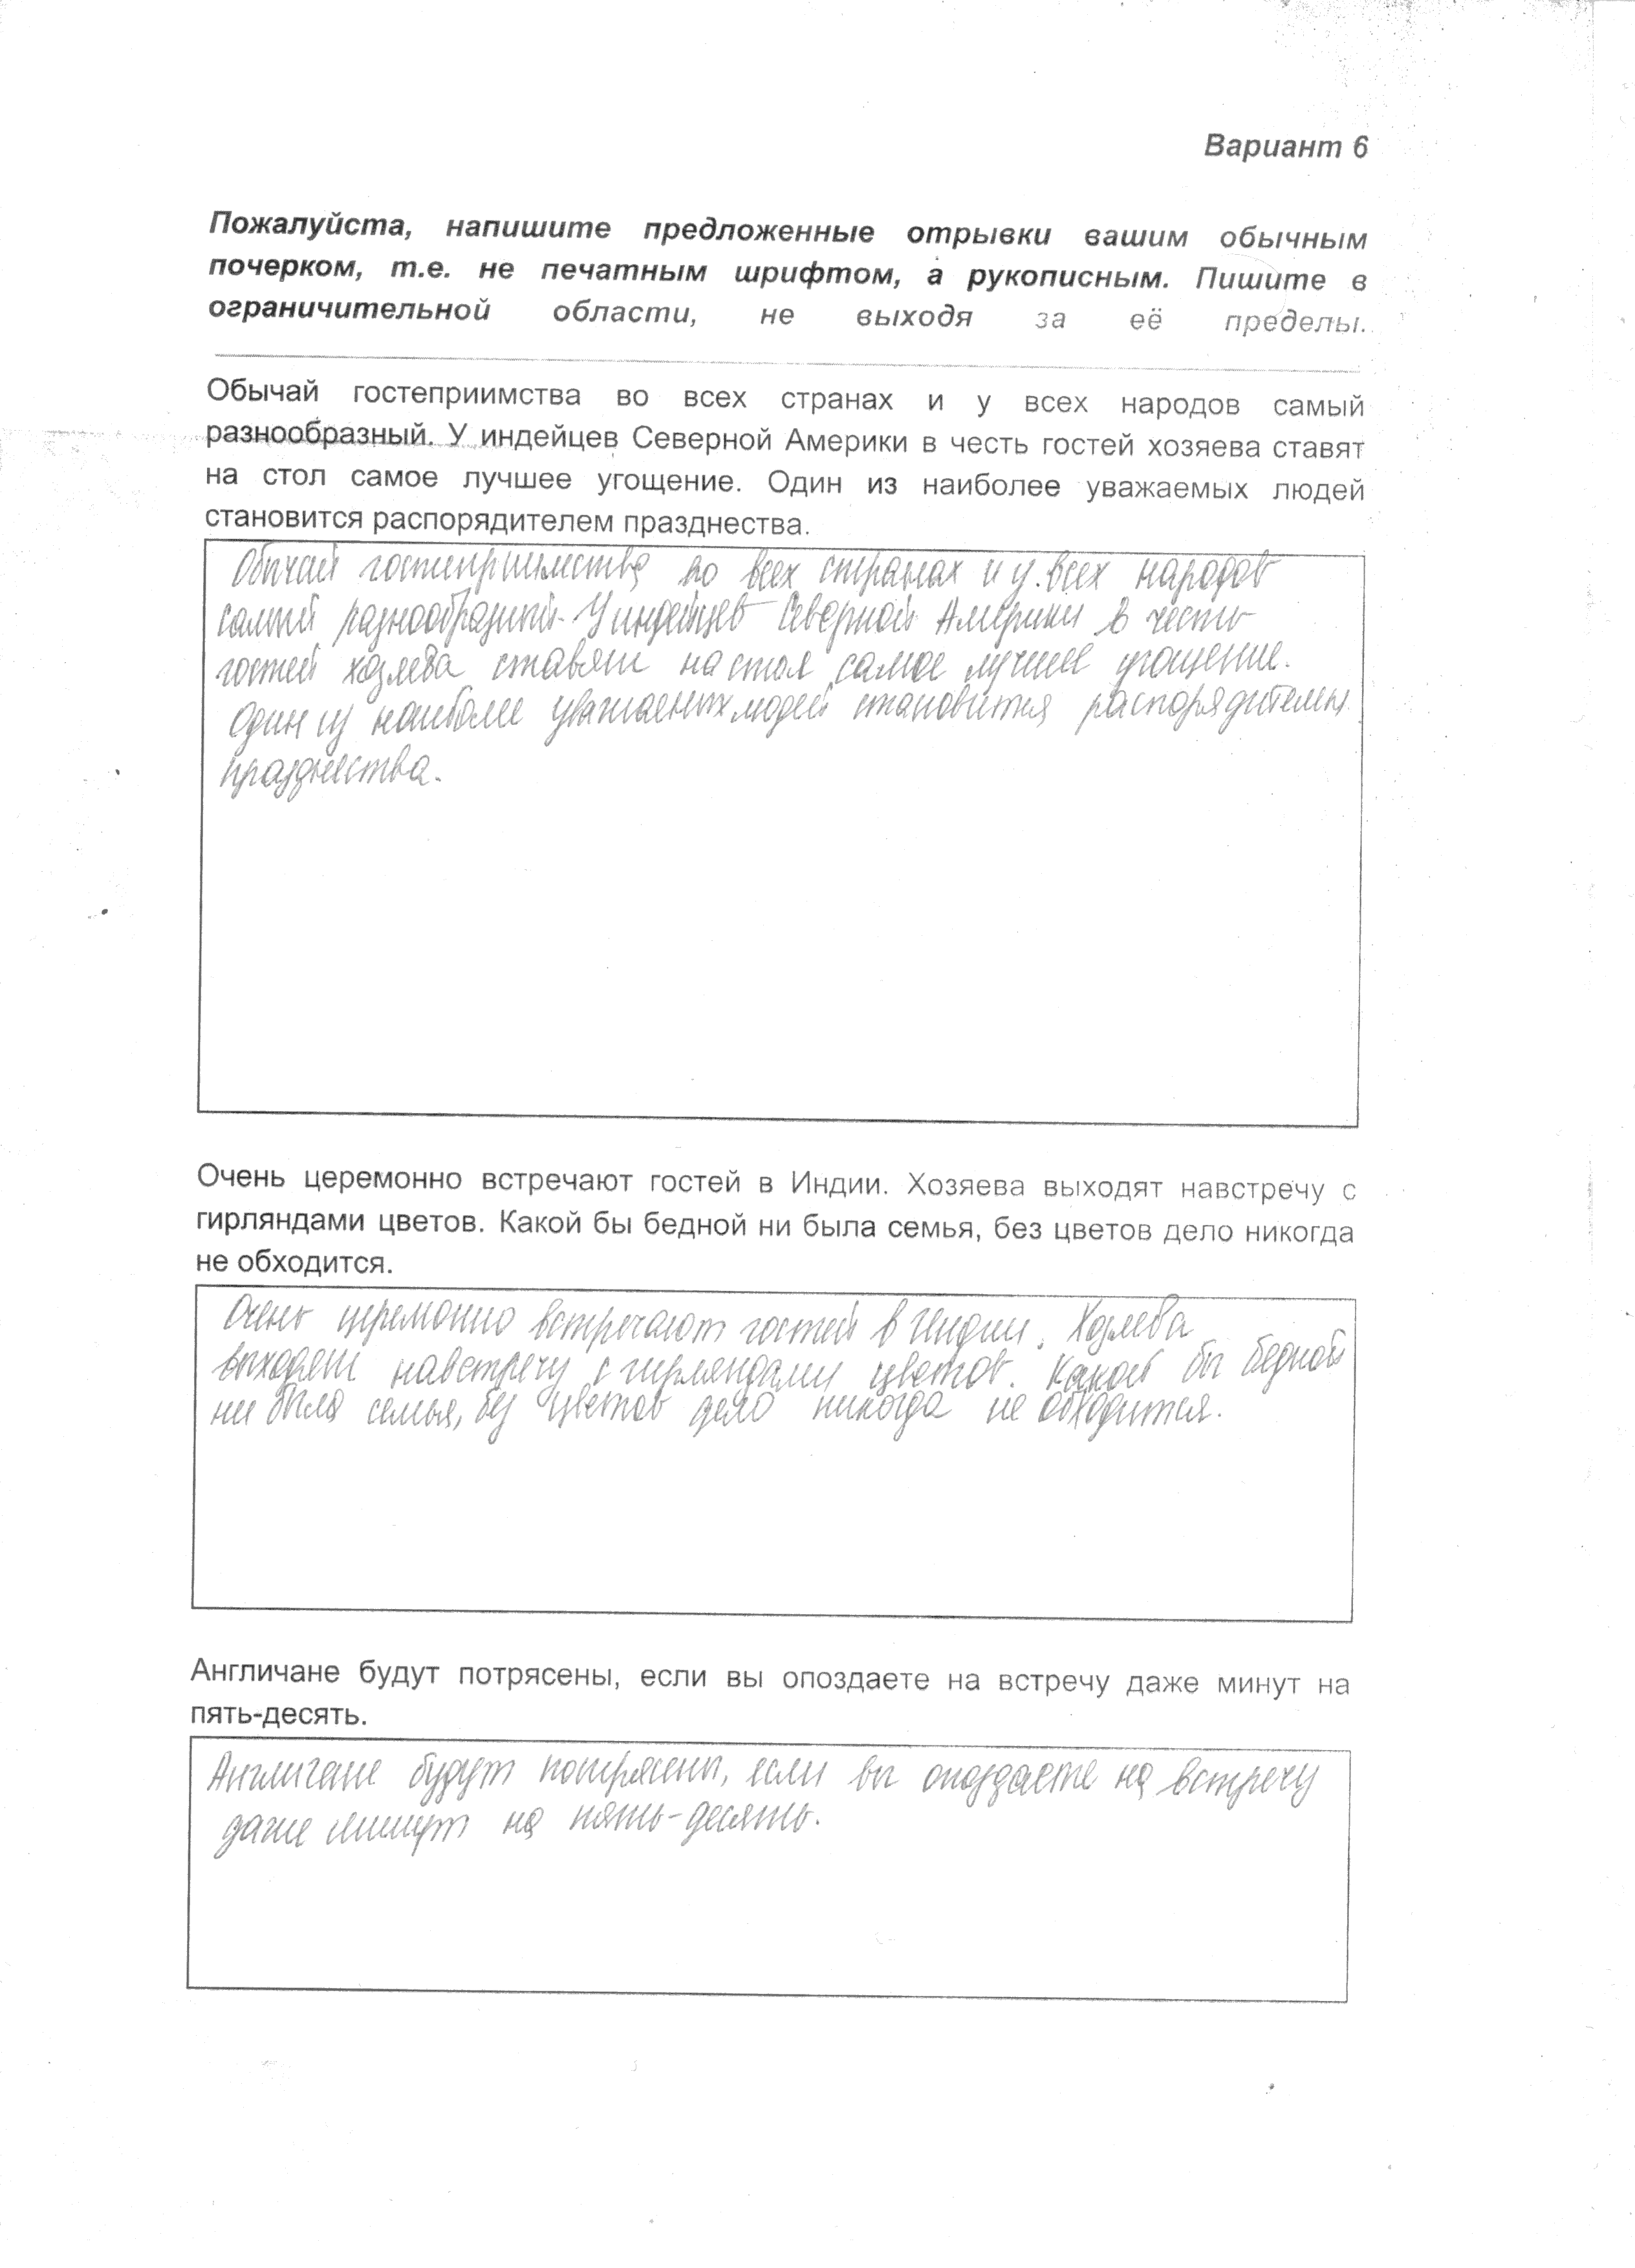 Вариант 6
Пожалуйста, напишите предложенные отрывки вашим обычным
почерком, т.е. не печатным шрифтом, а рукописным. Пишите в
ограничительной области, не выходя за её пределы.
Обычай гостеприимства во всех странах и у всех народов самый
разнообразный. У индейцев Северной Америки в честь гостей хозяева ставят
на стол самое лучшее угощение. Один из наиболее уважаемых людей
становится распорядителем празднества.
Обычай гостеприимства во всех странах и у всех народов
самый разнообразный. У индейцев Северной Америки в честь
гостей хозяева ставят на стол самое лучшее угощение.
Один из наиболее уважаемых людей становится распорядителем
празднества.
Очень церемонно встречают гостей в Индии. Хозяева выходят навстречу с
гирляндами цветов. Какой бы бедной ни была семья, без цветов дело никогда
не обходится.
Очень церемонно встречают гостей в Индии. Хозяева
выходят навстречу с гирляндами цветов. Какой бы бедной
ни была семья, без цветов дело никогда не обходится.
Англичане будут потрясены, если вы опоздаете на встречу даже минут на
пять-десять.
Англичане будут потрясены, если вы опоздаете на встречу
даже минут на пять-десять.